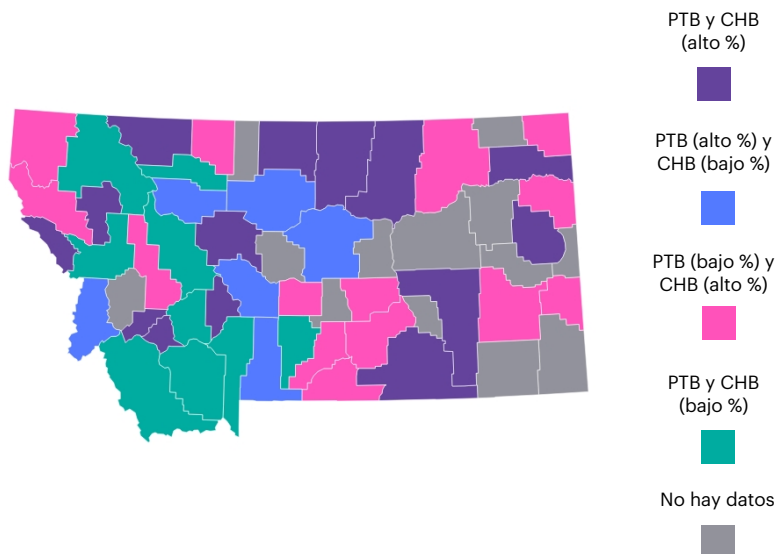 PTB y CHB
(alto %)
PTB (alto %) y
CHB (bajo %)
PTB (bajo %) y
CHB (alto %)
PTB y CHB
(bajo %)
No hay datos